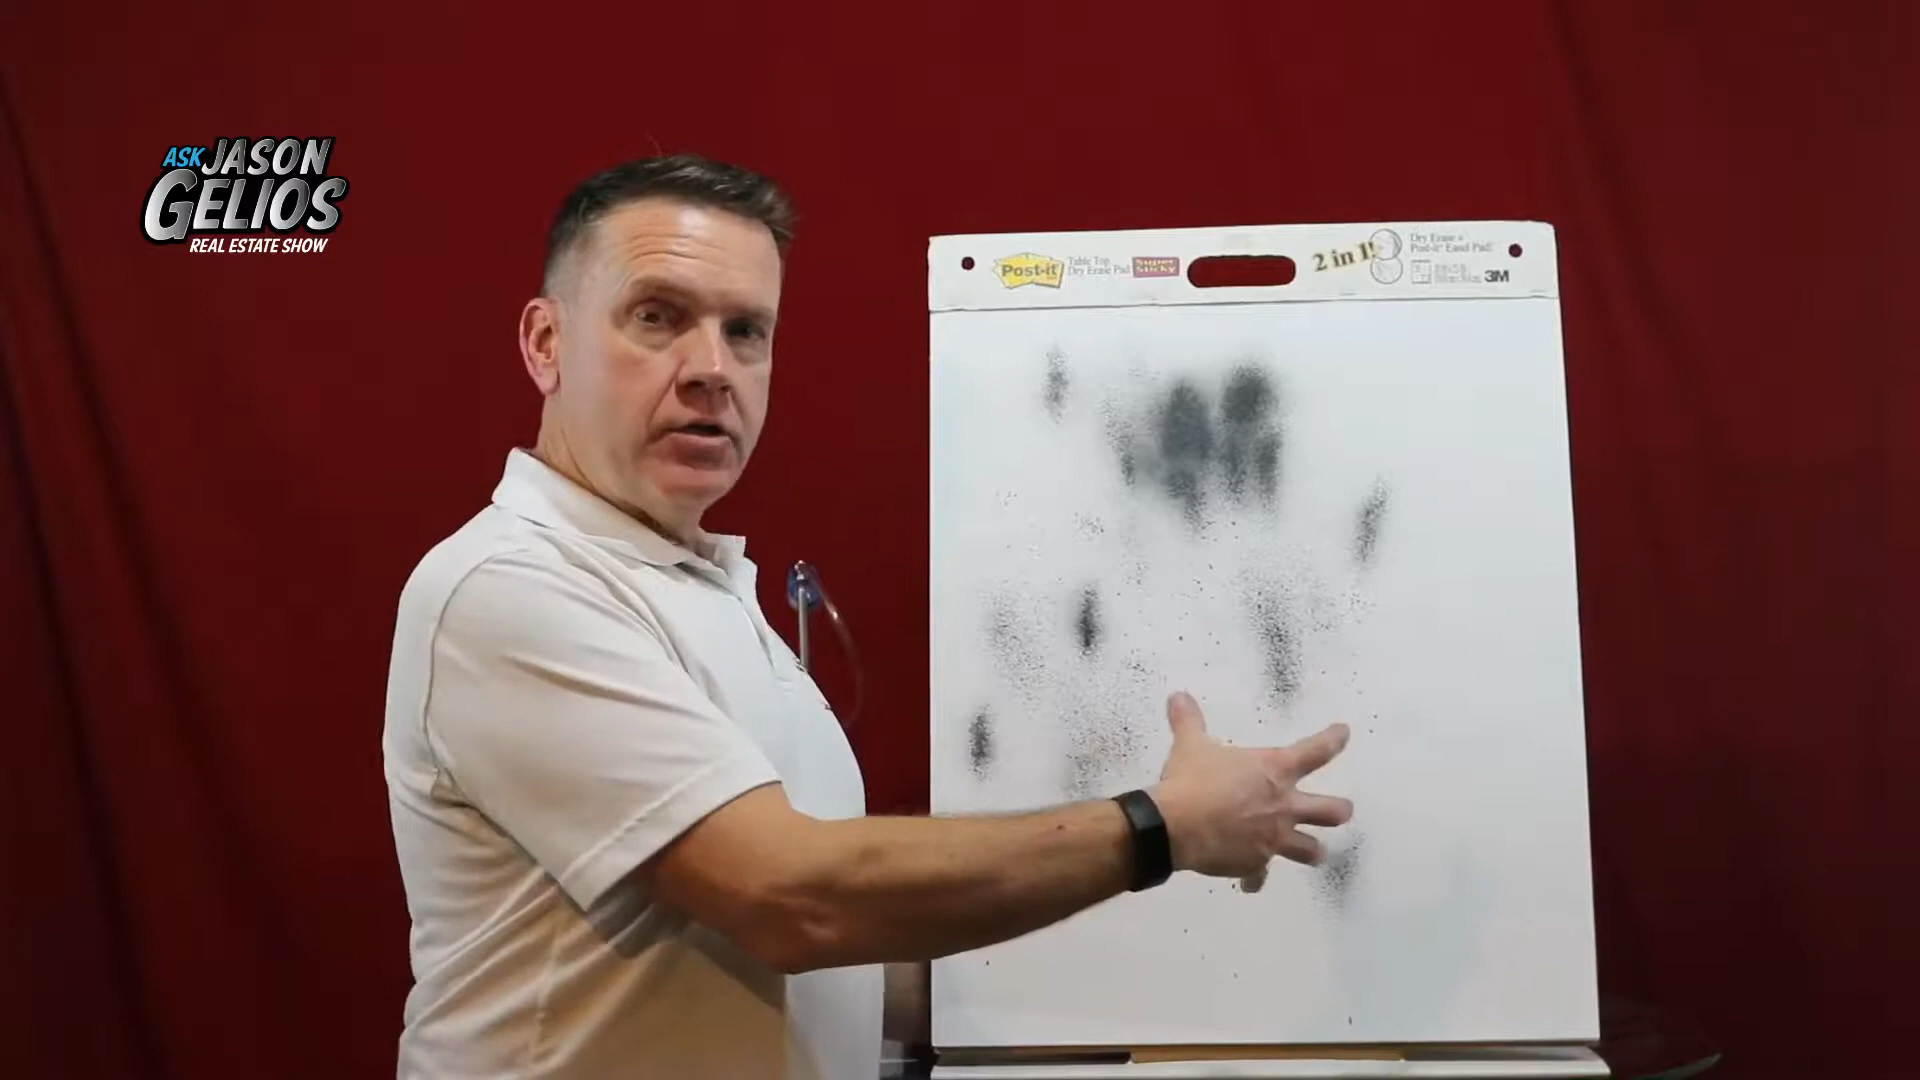 ASK JASON
GELIOS
REAL ESTATE SHOW
Post-it
Table Top
Dry Erase Pad
Super
Sticky
2 in 1!
Dry Erase +
Post-it Easel Pad
3M